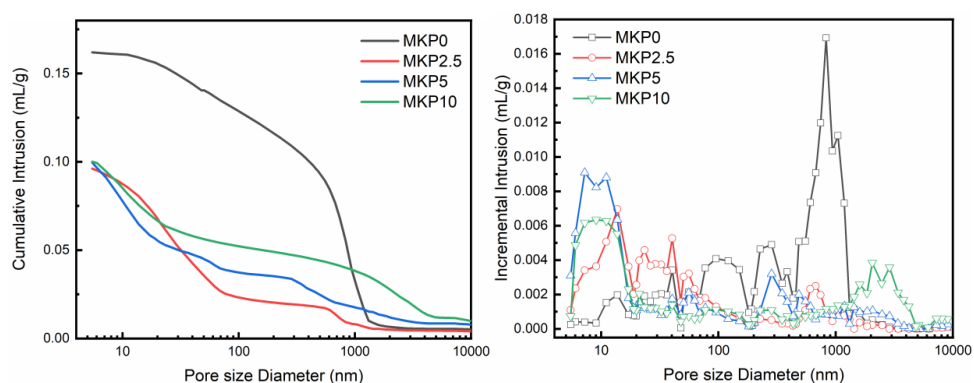 MKP0
MKP2.5
MKP5
MKP10
0.15
0.10
0.05
0.00
10
100
1000
10000
Cumulative Intrusion (mL/g)
Pore size Diameter (nm)
MKP0
MKP2.5
MKP5
MKP10
0.018
0.016
0.014
0.012
0.010
0.008
0.006
0.004
0.002
0.000
10
100
1000
10000
Incremental Intrusion (mL/g)
Pore size Diameter (nm)